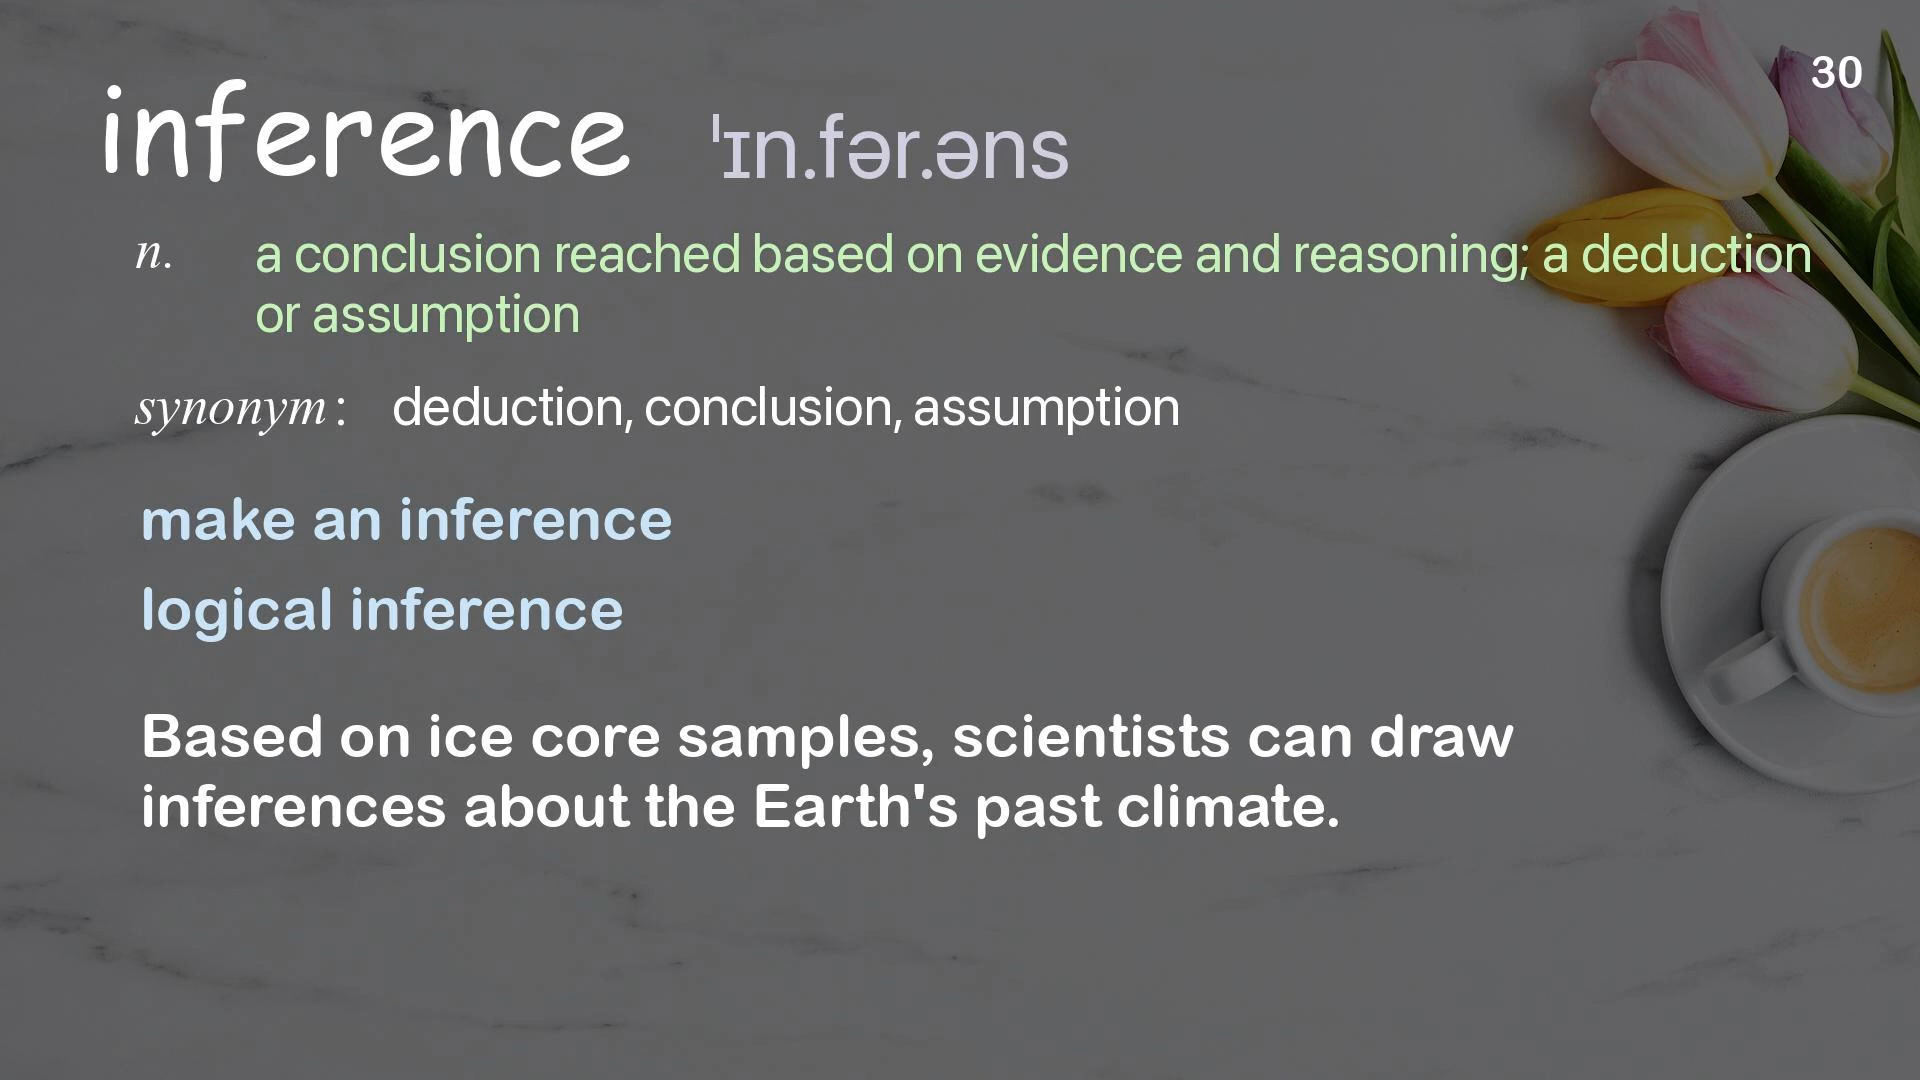 30
inference ˈɪn.fər.əns
n. a conclusion reached based on evidence and reasoning; a deduction
or assumption
synonym: deduction, conclusion, assumption
make an inference
logical inference
Based on ice core samples, scientists can draw
inferences about the Earth's past climate.